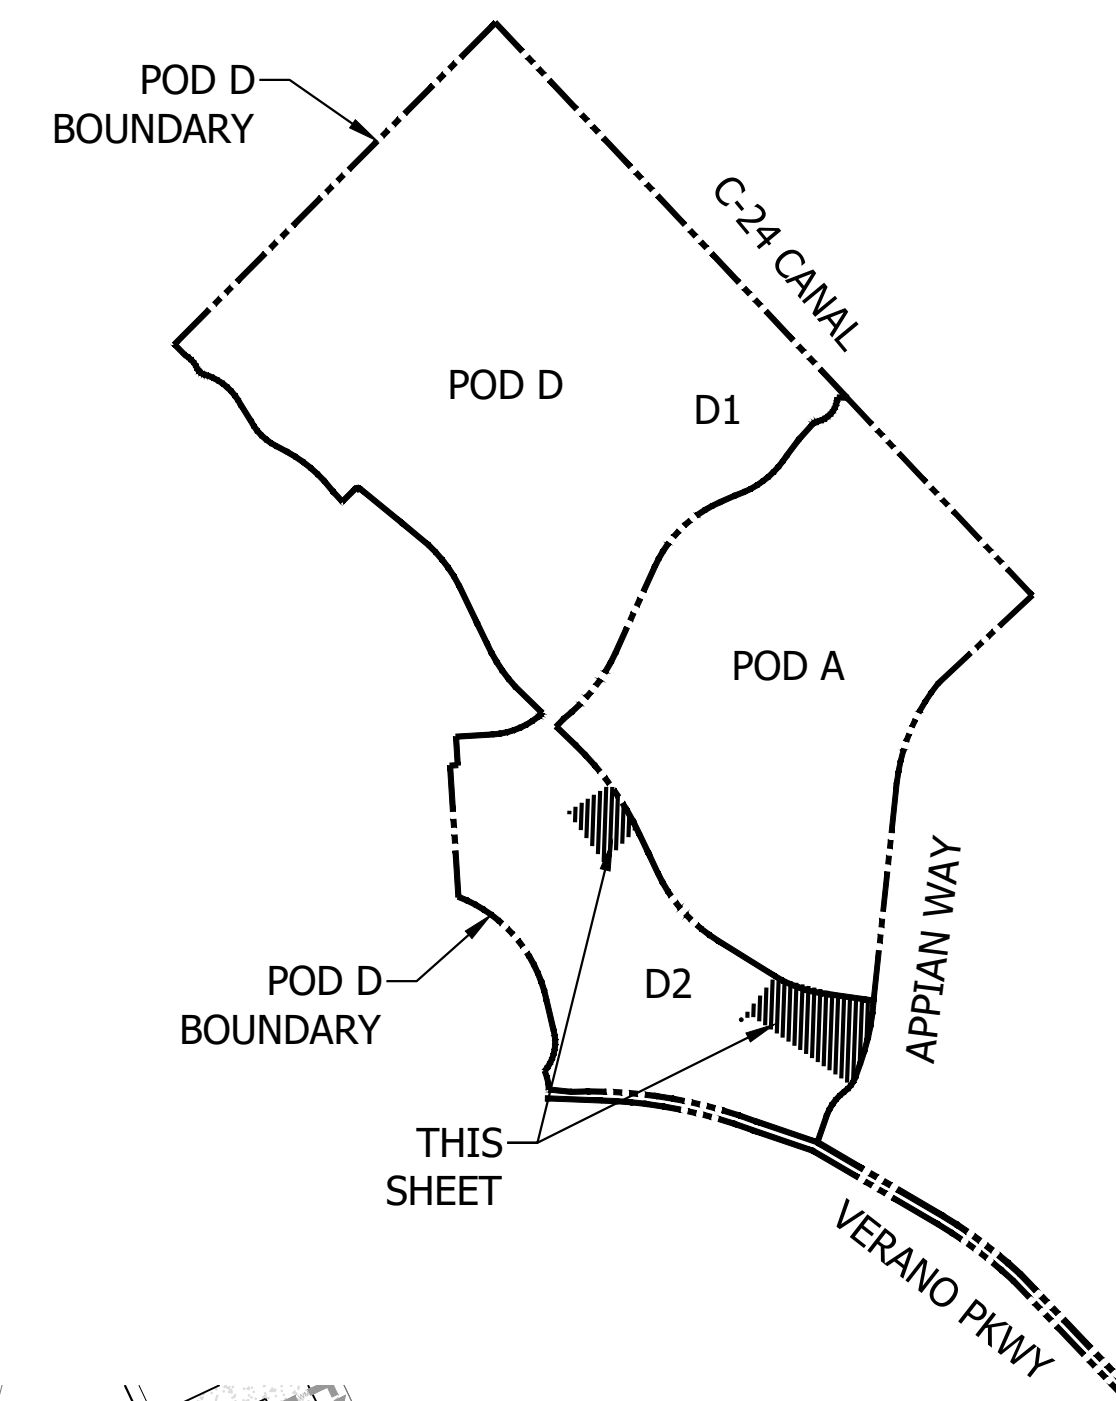 POD D
BOUNDARY
C-24 CANAL
POD D
D1
POD A
APPIAN WAY
POD D
BOUNDARY
D2
THIS
SHEET
VERANO PKWY